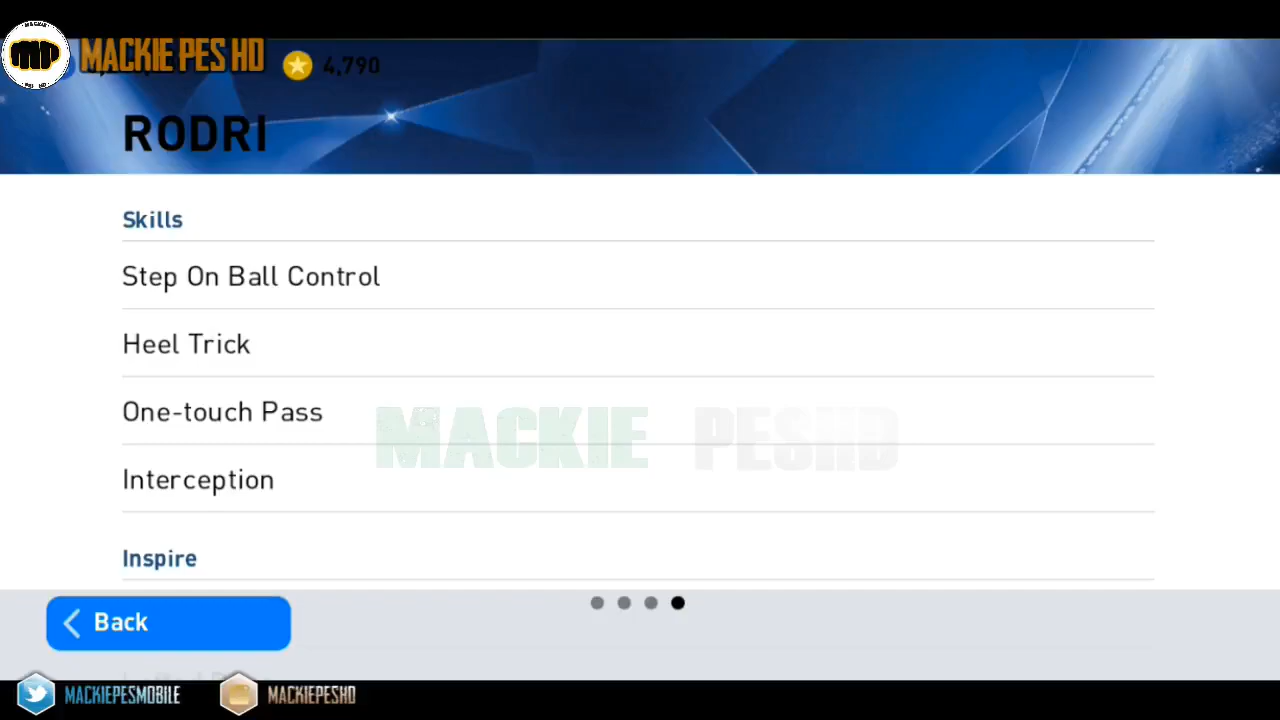 MACKIE PES HD
4,790
RODRI
Skills
Step On Ball Control
Heel Trick
One-touch Pass
MACKIE PESHD
Interception
Inspire
Back
MACKIEPESMOBILE
MACKIEPESHD